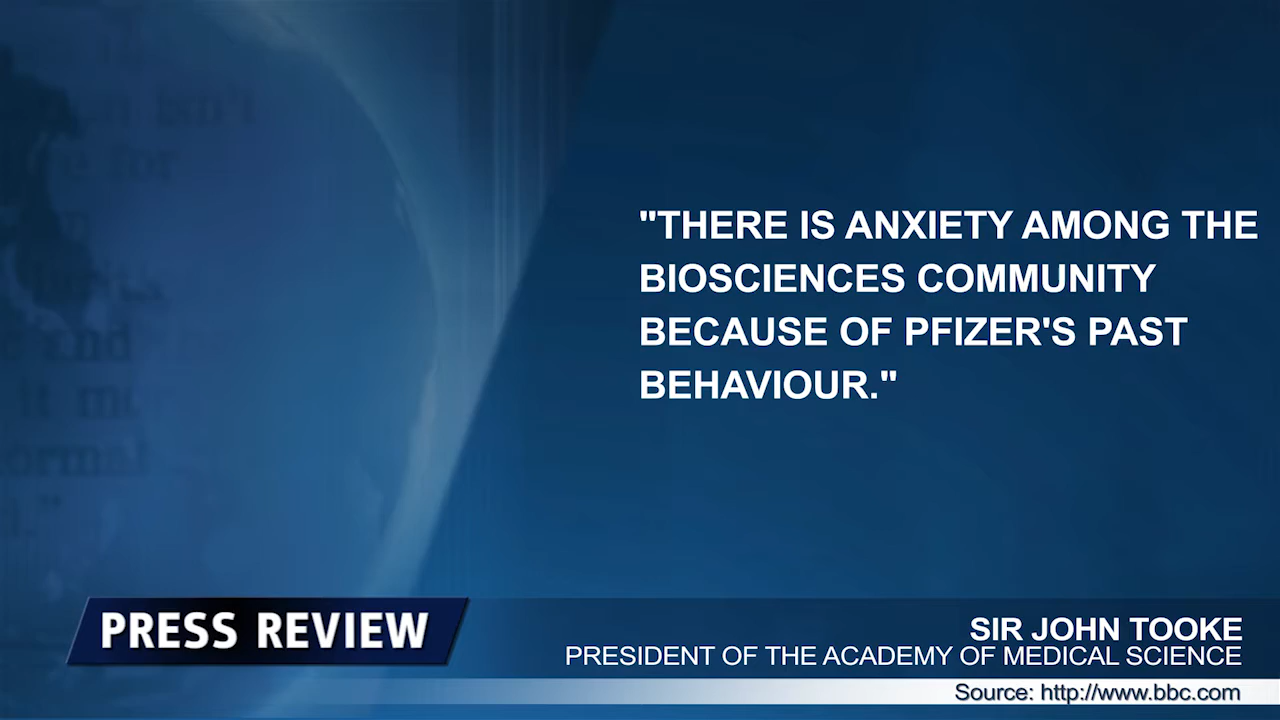 "THERE IS ANXIETY AMONG THE
BIOSCIENCES COMMUNITY
BECAUSE OF PFIZER'S PAST
BEHAVIOUR."
PRESS REVIEW
SIR JOHN TOOKE
PRESIDENT OF THE ACADEMY OF MEDICAL SCIENCE
Source: http://www.bbc.com